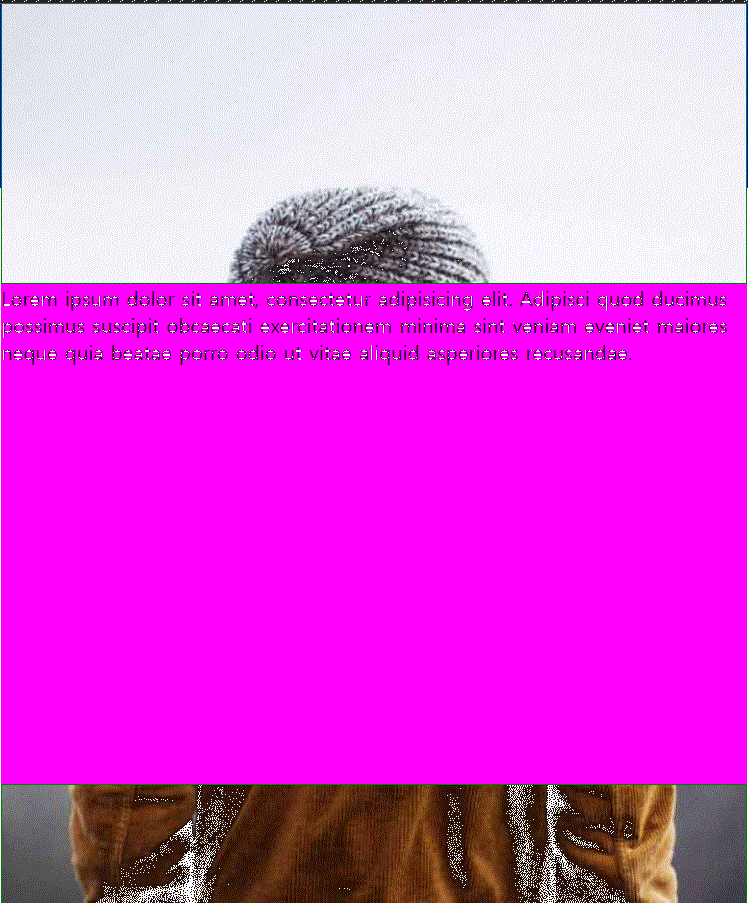 Lorem ipsum dolor sit amet, consectetur adipisicing elit. Adipisci quod ducimus
possimus suscipit obcaecati exercitationem minima sint veniam eveniet maiores
neque quia beatae porro odio ut vitae aliquid asperiores recusandae.